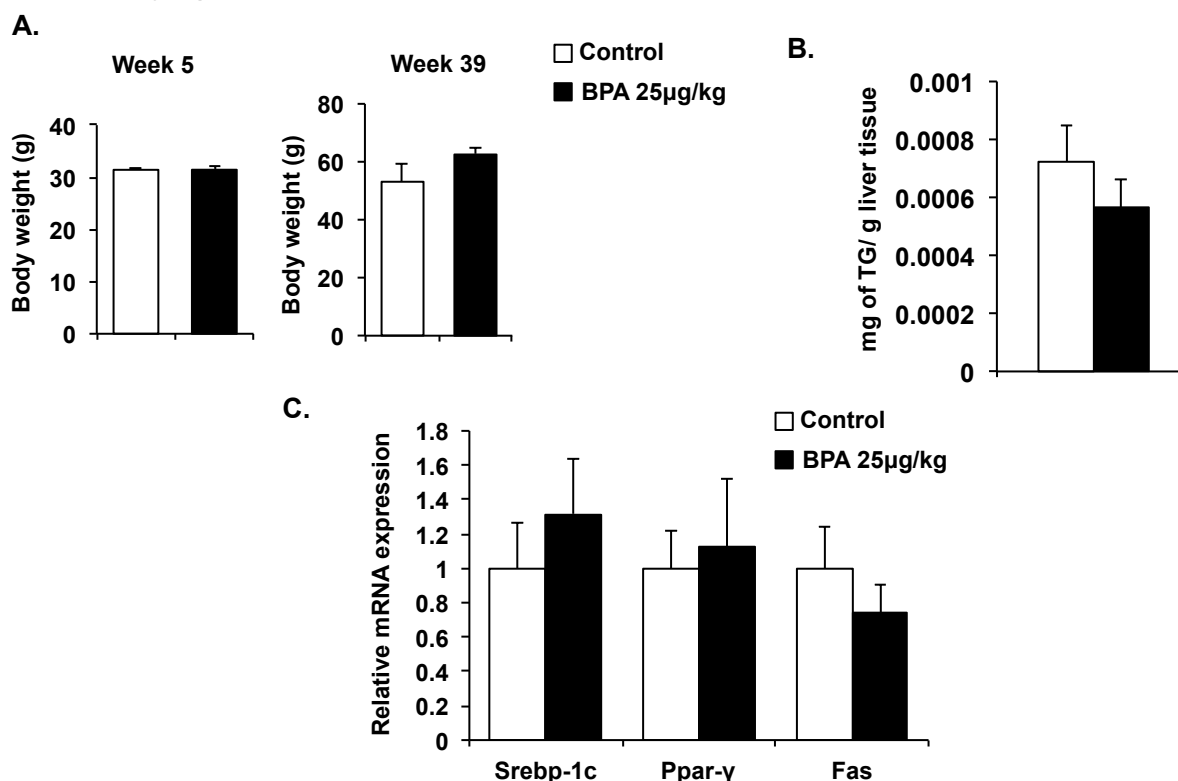 A.
Week 5
Week 39
Control
BPA 25µg/kg
Body weight (g)
40
30
20
10
0
Body weight (g)
80
60
40
20
0
B.
mg of TG/ g liver tissue
0.001
0.0008
0.0006
0.0004
0.0002
0
C.
Control
BPA 25µg/kg
Relative mRNA expression
1.8
1.6
1.4
1.2
1
0.8
0.6
0.4
0.2
0
Srebp-1c Ppar-γ Fas